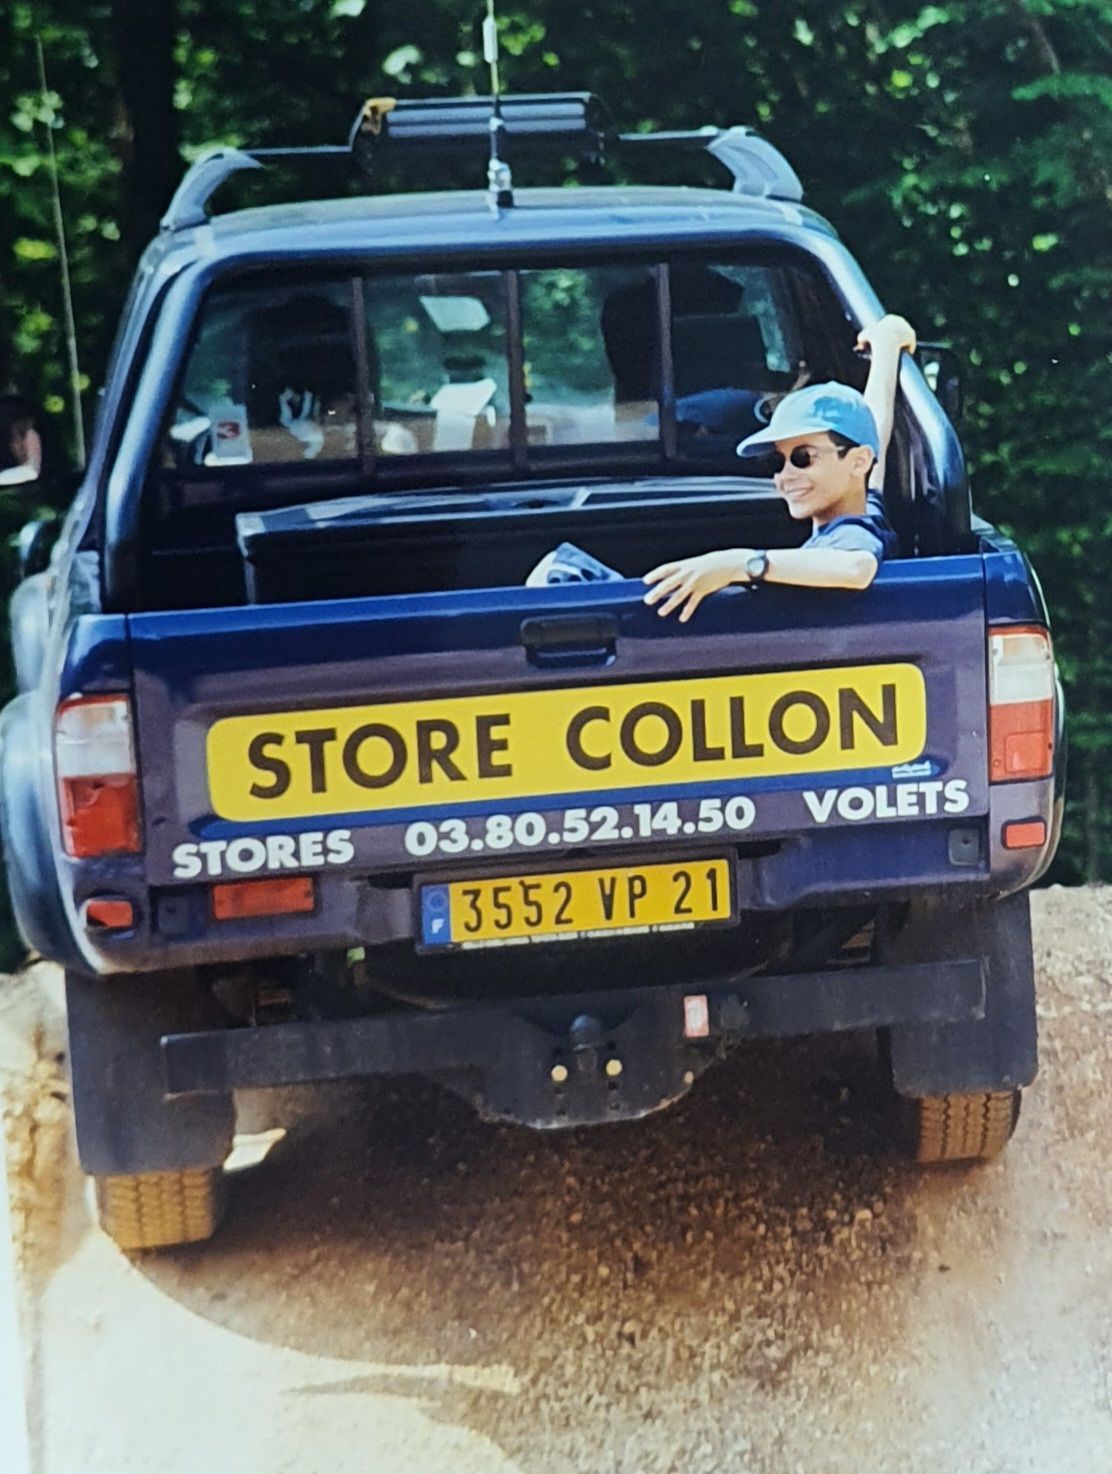 STORE COLLON
STORES 03.80.52.14.50 VOLETS
F 3552 VP 21